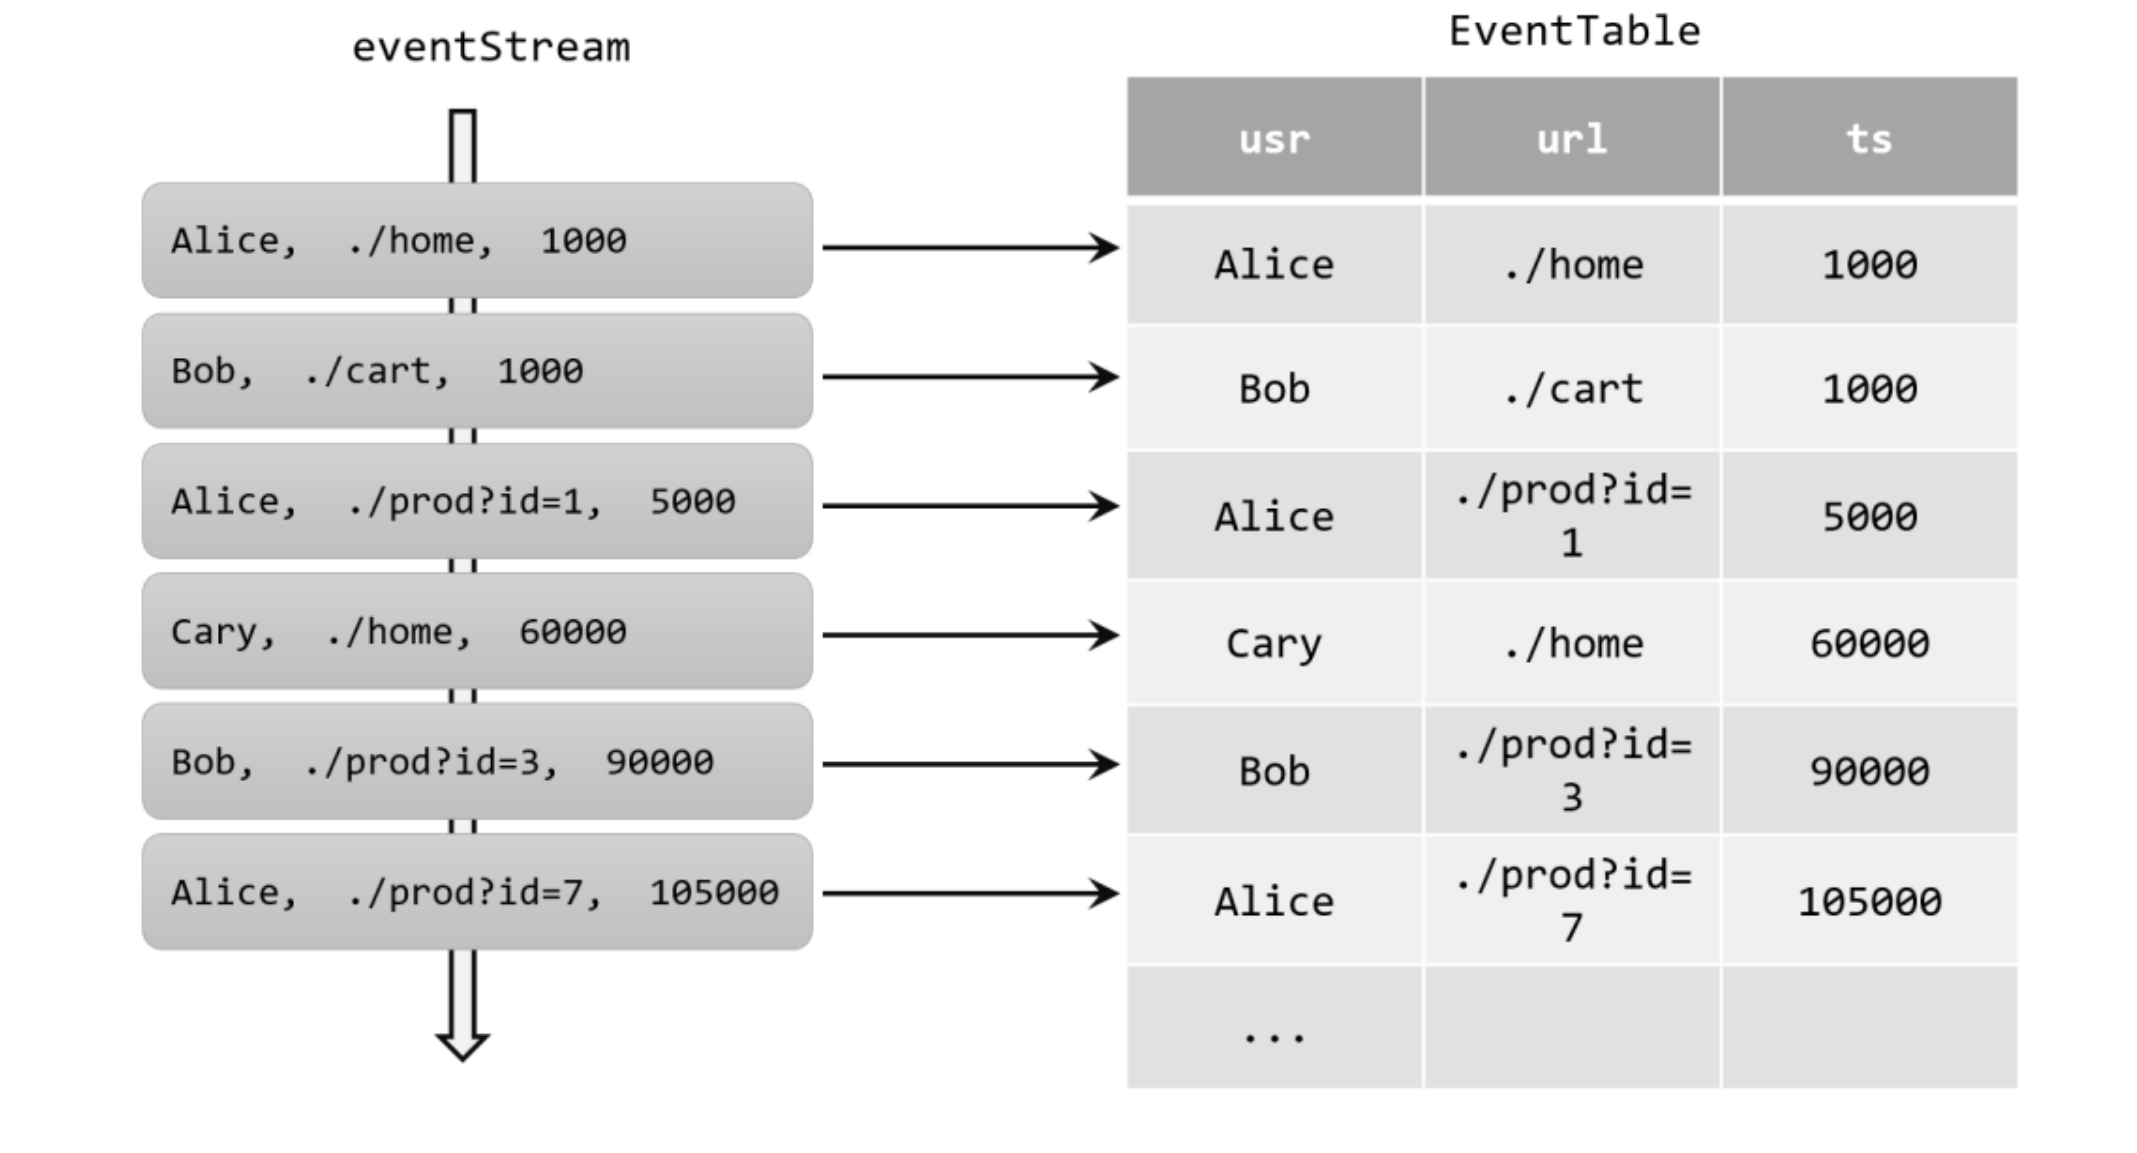 eventStream
Alice, ./home, 1000
Bob, ./cart, 1000
Alice, ./prod?id=1, 5000
Cary, ./home, 60000
Bob, ./prod?id=3, 90000
Alice, ./prod?id=7, 105000
EventTable
usr url ts
Alice ./home 1000
Bob ./cart 1000
Alice ./prod?id=
1 5000
Cary ./home 60000
Bob ./prod?id=
3 90000
Alice ./prod?id=
7 105000
...